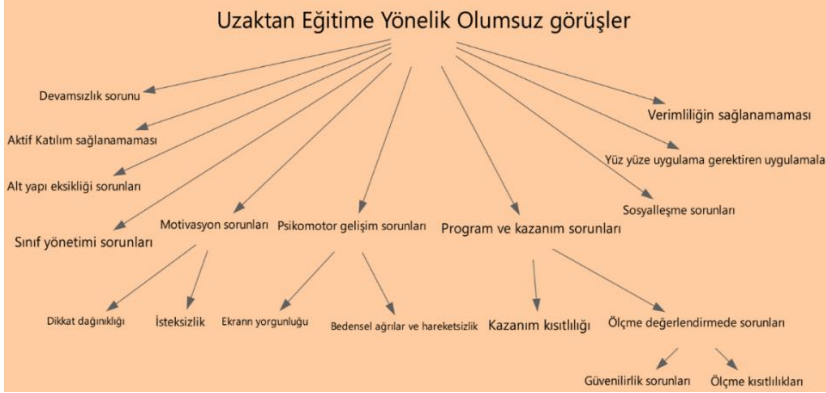 Uzaktan Eğitime Yönelik Olumsuz görüşler
Devamsızlık sorunu
Verimliliğin sağlanamaması
Aktif Katılım sağlanamaması
Yüz yüze uygulama gerektiren uygulamala
Alt yapı eksikliği sorunları
Sosyalleşme sorunları
Sınıf yönetimi sorunları
Motivasyon sorunları
Psikomotor gelişim sorunları
Program ve kazanım sorunları
Dikkat dağınıklığı
İsteksizlik
Ekrann yorgunluğu
Bedensel ağrılar ve hareketsizlik
Kazanım kısıtlılığı
Ölçme değerlendirmede sorunları
Güvenilirlik sorunları
Ölçme kısıtlılıkları